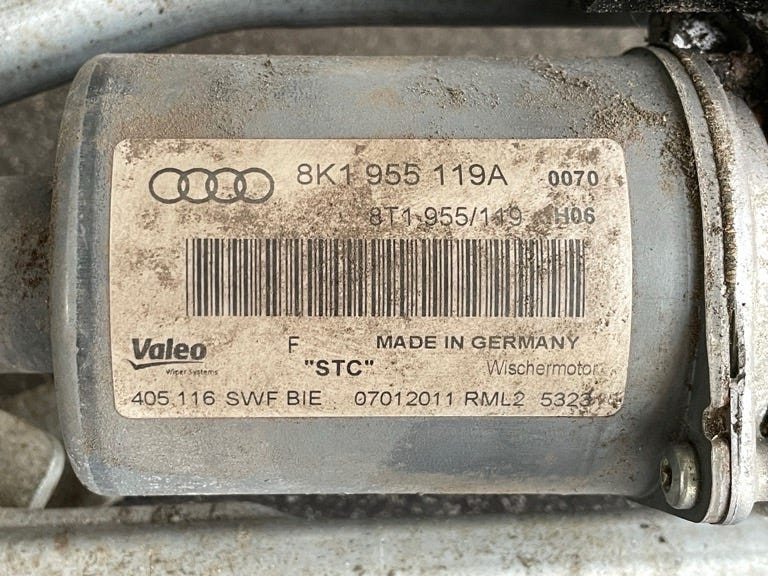 8K1 955 119A 0070
8T1 955/119 H06
F MADE IN GERMANY
Valeo "STC" Wischermotor
Wiper Systems
405.116 SWF BIE 07012011 RML2 5323